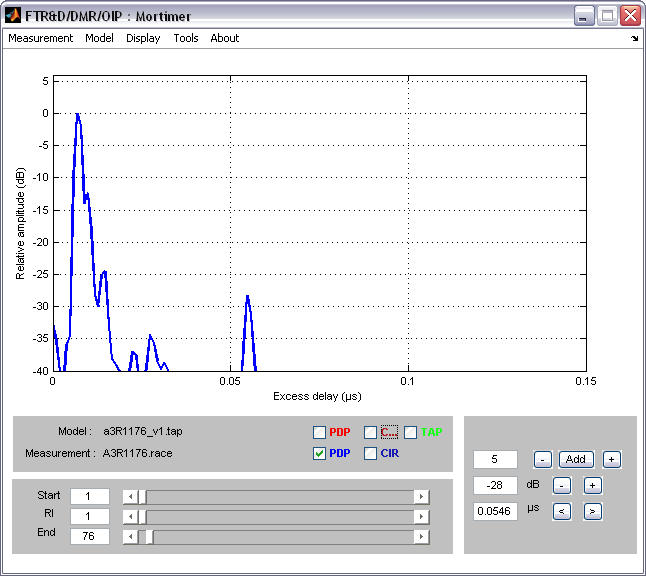 FTR&D/DMR/OIP : Mortimer
Measurement Model Display Tools About
5
0
-5
-10
-15
-20
-25
-30
-35
-40
Relative amplitude (dB)
0 0.05 0.1 0.15
Excess delay (µs)
Model : a3R1176_v1.tap PDP C... TAP
Measurement : A3R1176.race PDP CIR
Start 1
RI 1
End 76
5 - Add +
-28 dB - +
0.0546 µs < >